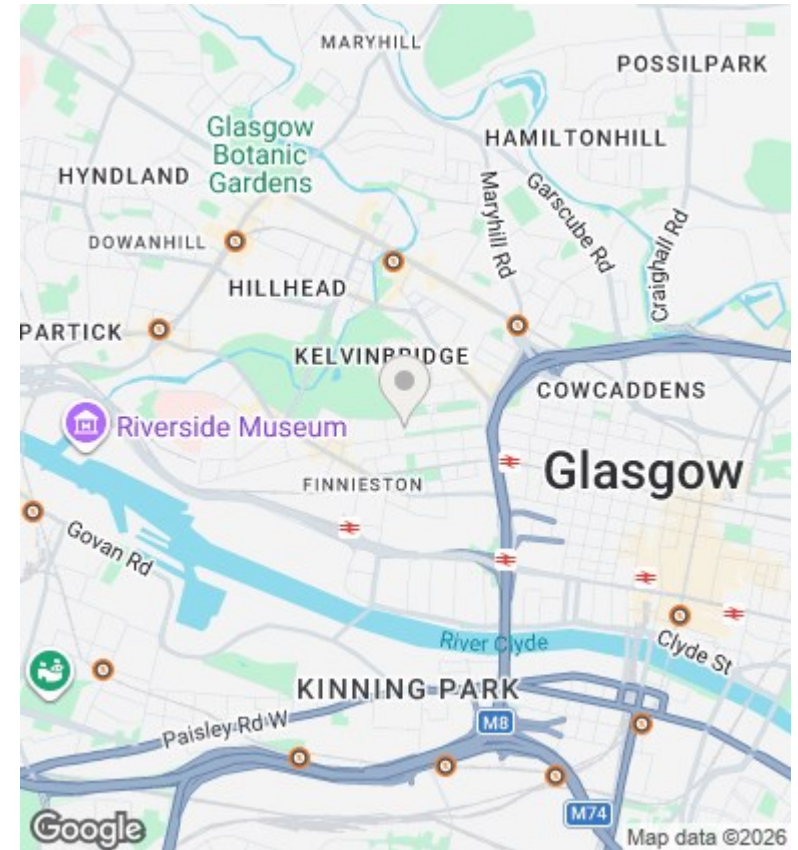 MARYHILL
POSSILPARK
Glasgow
Botanic
Gardens
HAMILTONHILL
HYNDLAND
Maryhill Rd
Garscube Rd
Craighall Rd
DOWANHILL
HILLHEAD
PARTICK
KELVINBRIDGE
COWCADDENS
Riverside Museum
Glasgow
FINNIESTON
Govan Rd
River Clyde
Clyde St
KINNING PARK
Paisley Rd W
M8
M74
Google
Map data ©2026